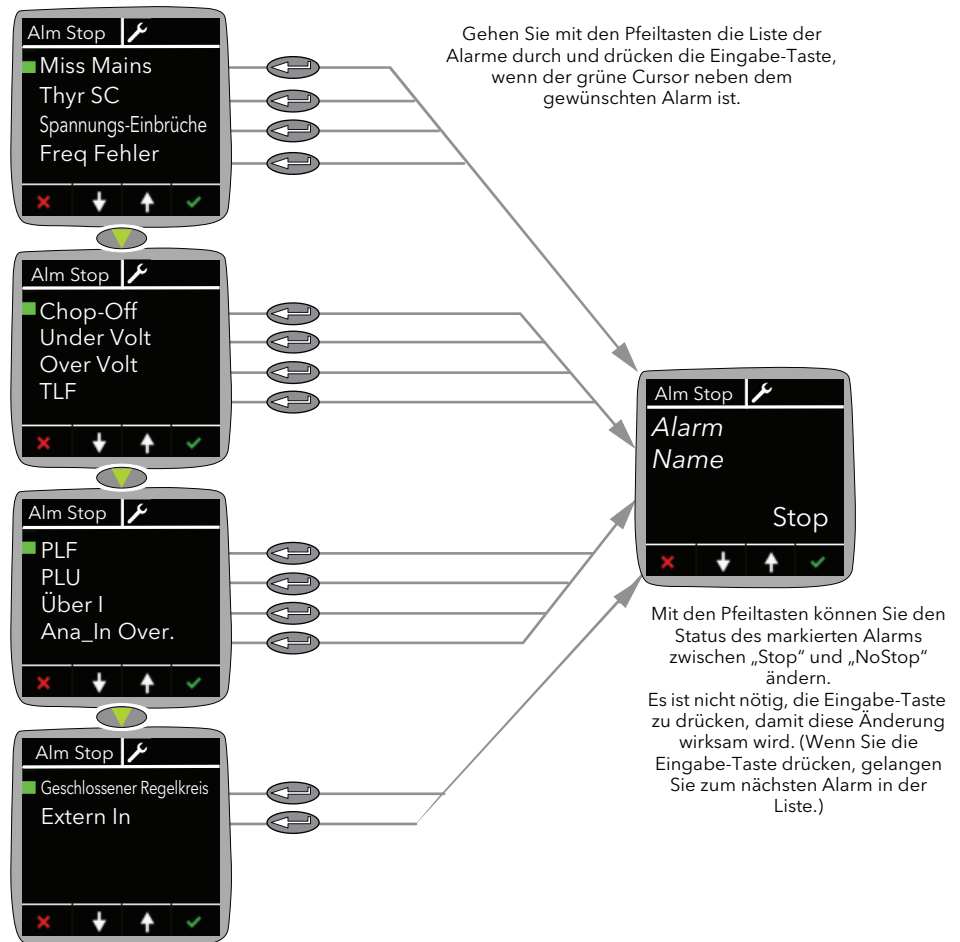 Alm Stop
Miss Mains
Thyr SC
Spannungs-Einbrüche
Freq Fehler
Gehen Sie mit den Pfeiltasten die Liste der
Alarme durch und drücken die Eingabe-Taste,
wenn der grüne Cursor neben dem
gewünschten Alarm ist.
Alm Stop
Chop-Off
Under Volt
Over Volt
TLF
Alm Stop
PLF
PLU
Über I
Ana_In Over.
Alm Stop
Geschlossener Regelkreis
Extern In
Alm Stop
Alarm
Name
Stop
Mit den Pfeiltasten können Sie den
Status des markierten Alarms
zwischen „Stop“ und „NoStop“
ändern.
Es ist nicht nötig, die Eingabe-Taste
zu drücken, damit diese Änderung
wirksam wird. (Wenn Sie die
Eingabe-Taste drücken, gelangen
Sie zum nächsten Alarm in der
Liste.)